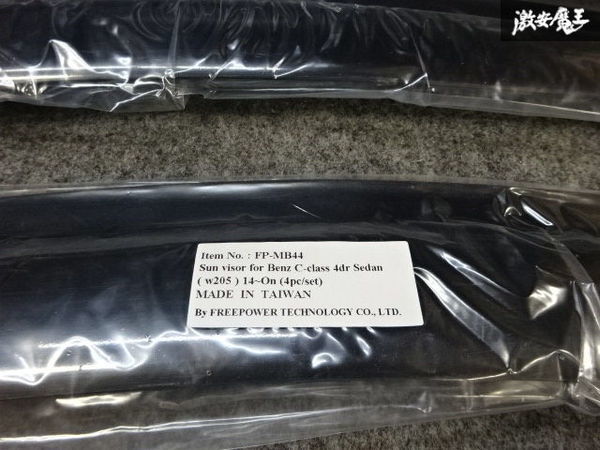 激安魔王
Item No. : FP-MB44
Sun visor for Benz C-class 4dr Sedan
( w205 ) 14~On (4pc/set)
MADE IN TAIWAN
By FREEPOWER TECHNOLOGY CO., LTD.